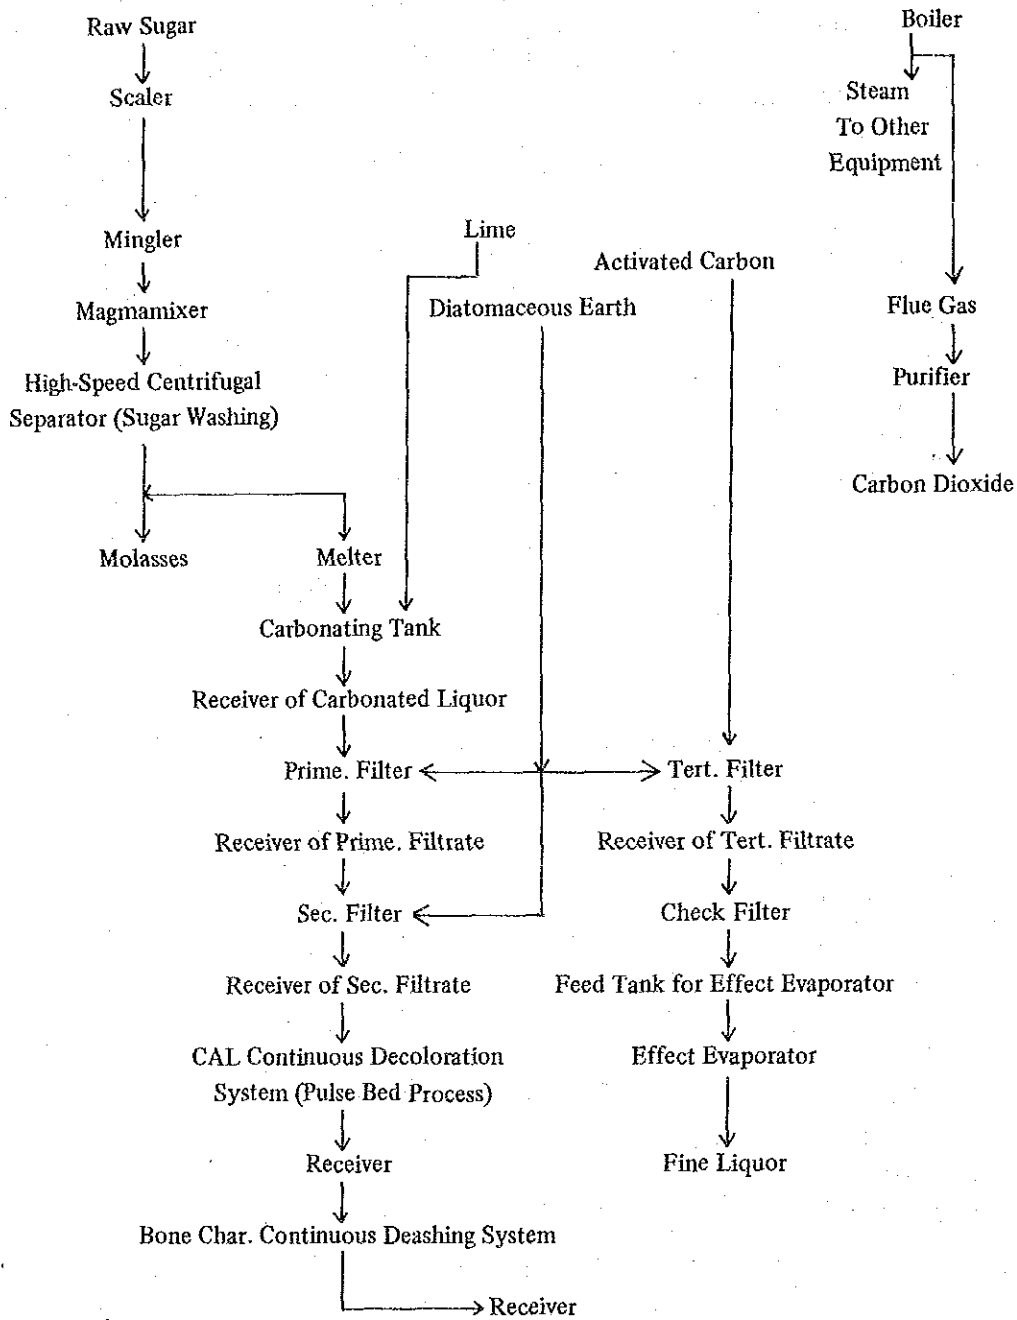 Raw Sugar
Scaler
Mingler
Magmamixer
High-Speed Centrifugal
Separator (Sugar Washing)
Molasses
Melter
Lime
Diatomaceous Earth
Activated Carbon
Carbonating Tank
Receiver of Carbonated Liquor
Prime. Filter
Receiver of Prime. Filtrate
Sec. Filter
Receiver of Sec. Filtrate
CAL Continuous Decoloration
System (Pulse Bed Process)
Receiver
Bone Char. Continuous Deashing System
Receiver
Tert. Filter
Receiver of Tert. Filtrate
Check Filter
Feed Tank for Effect Evaporator
Effect Evaporator
Fine Liquor
Boiler
Steam
To Other
Equipment
Flue Gas
Purifier
Carbon Dioxide